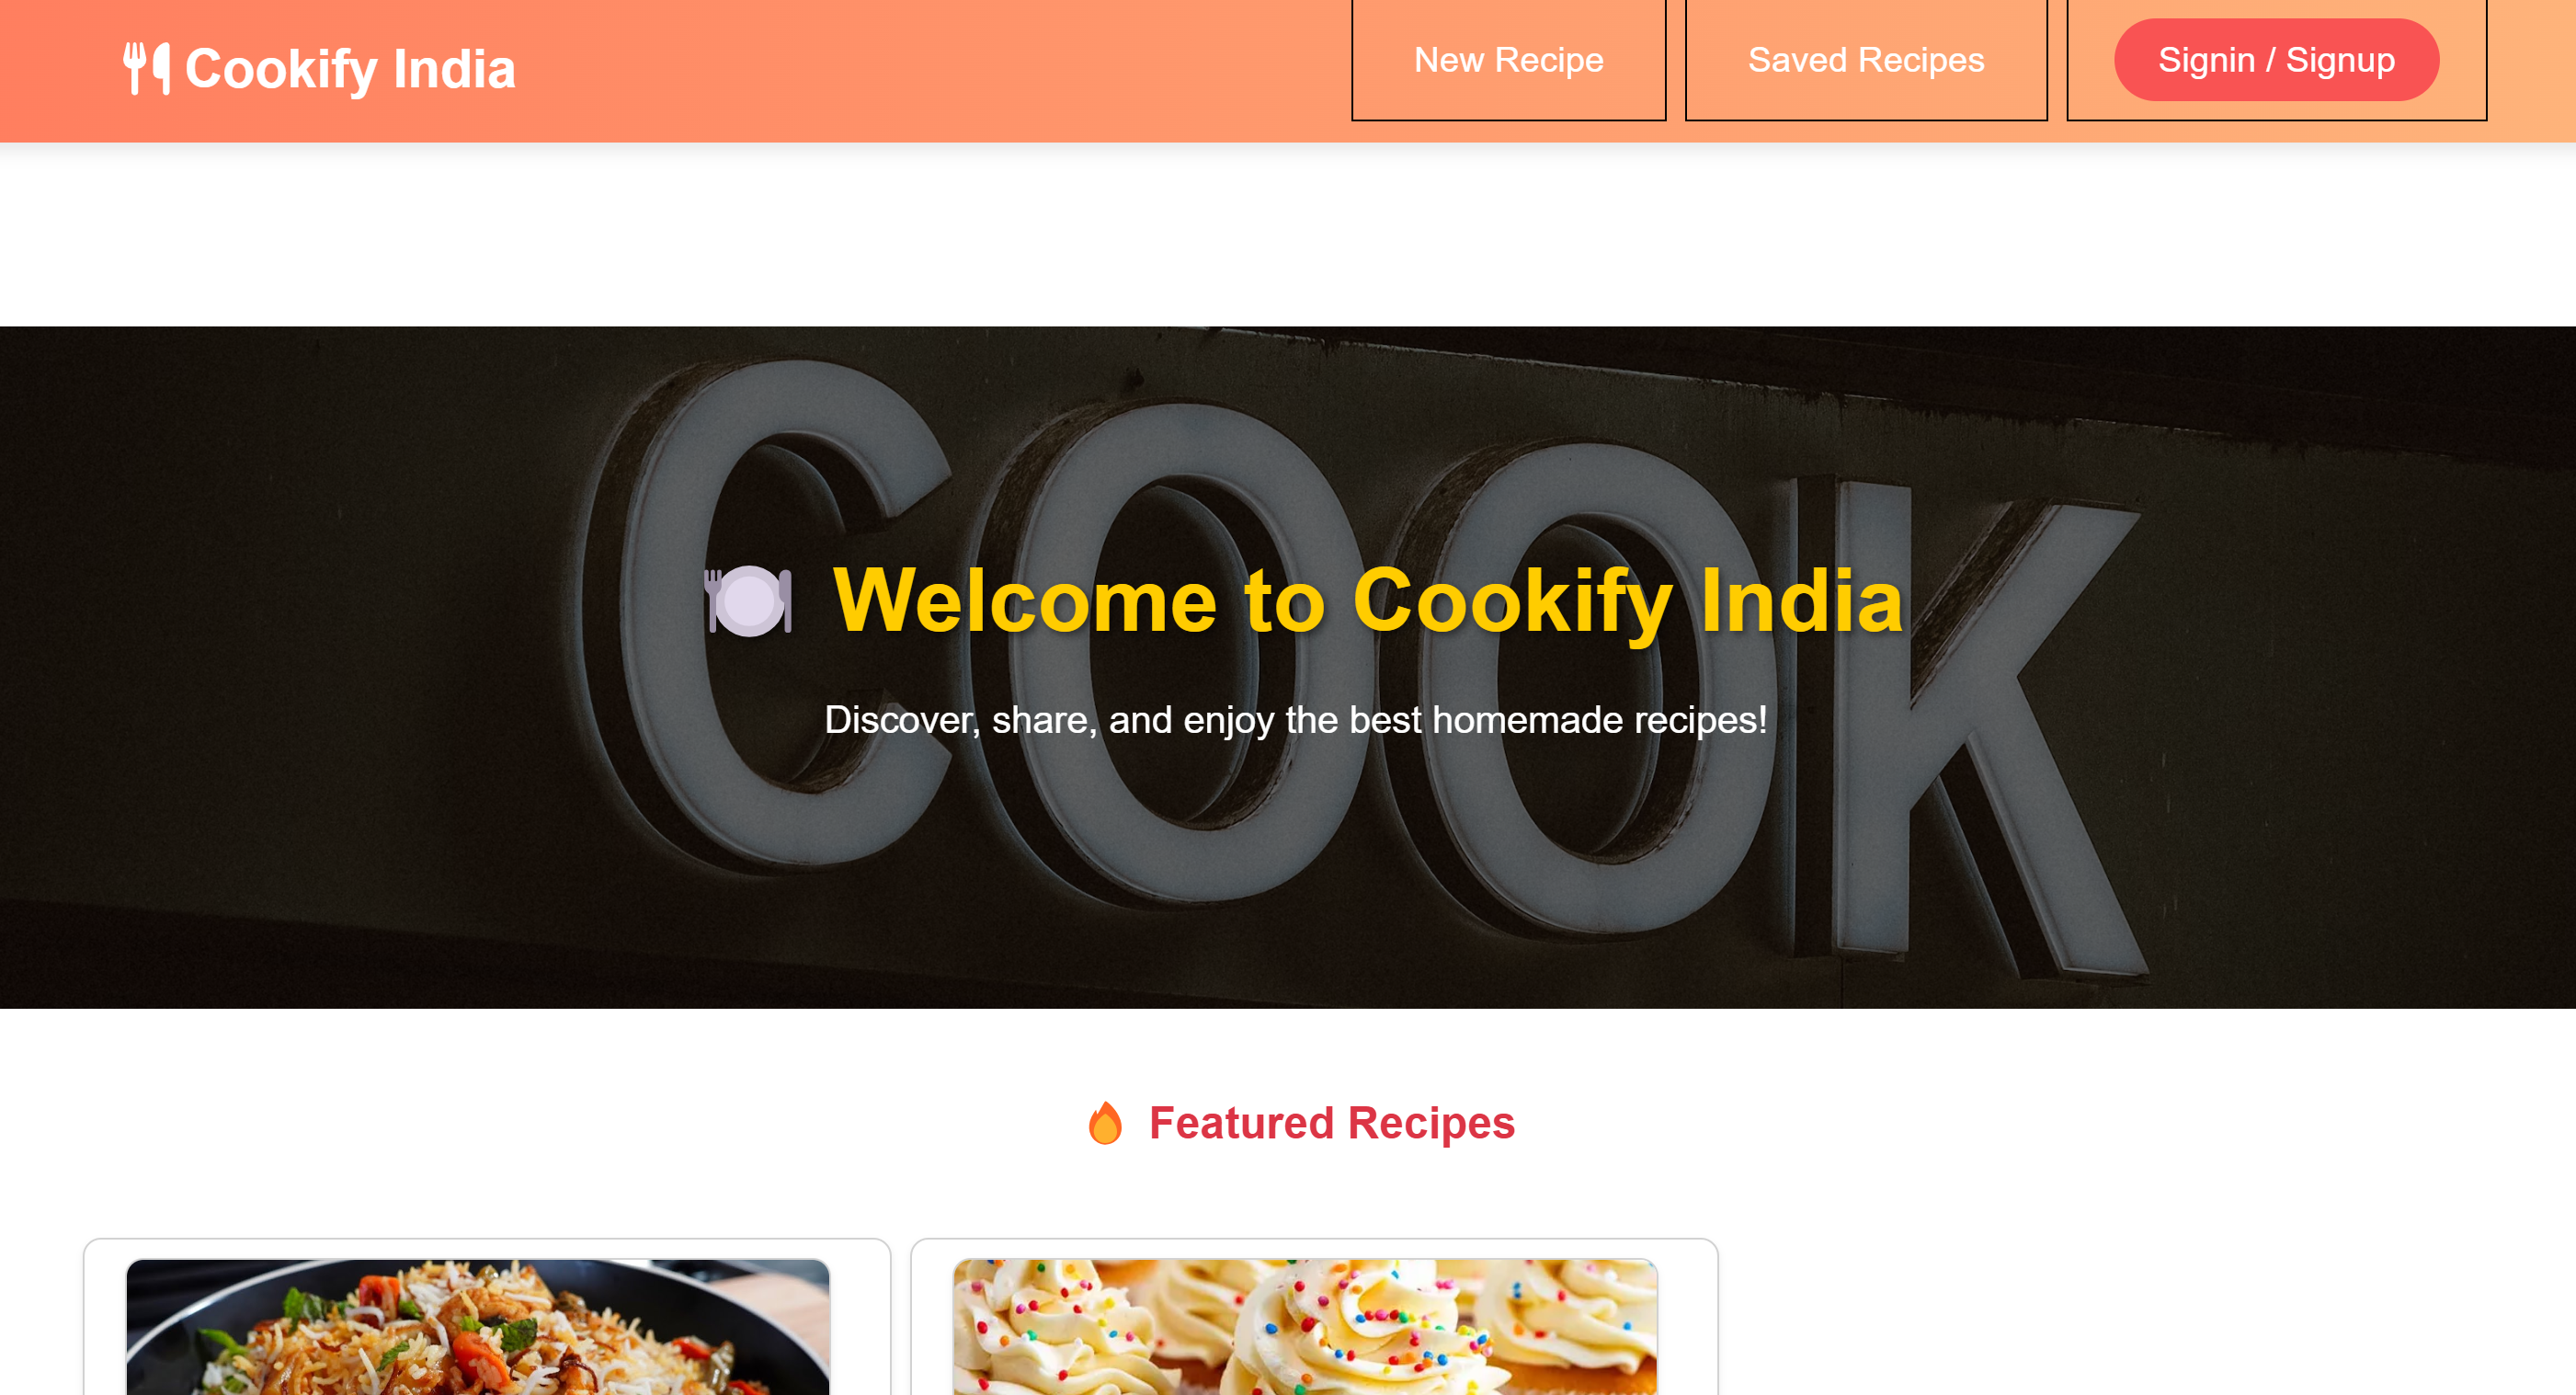 Cookify India
New Recipe
Saved Recipes
Signin / Signup
COOK
Welcome to Cookify India
Discover, share, and enjoy the best homemade recipes!
Featured Recipes